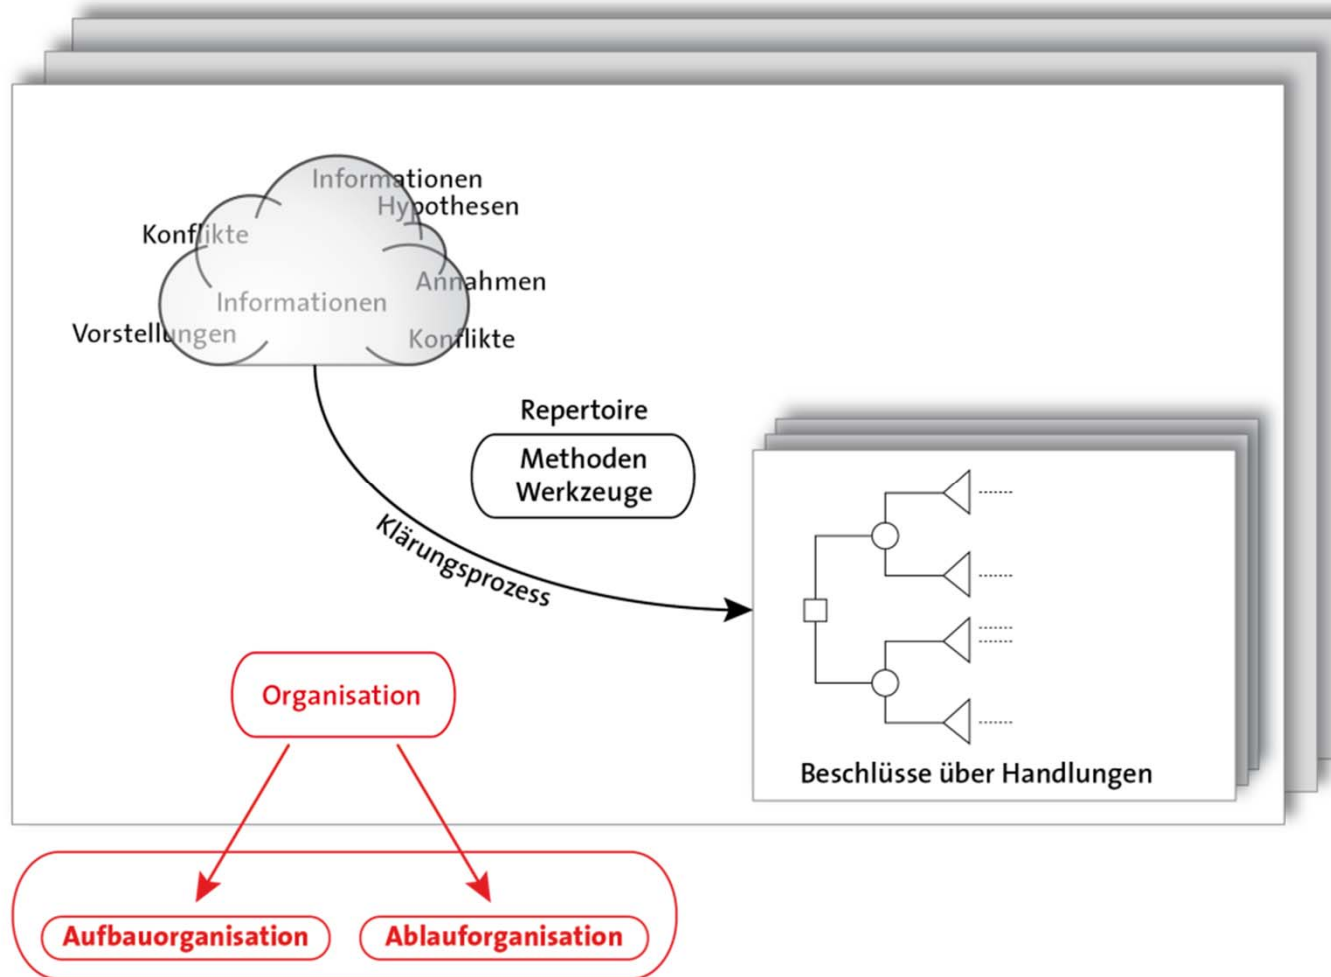 Informationen
Hypothesen
Konflikte
Annahmen
Informationen
Vorstellungen
Konflikte
Repertoire
Methoden
Werkzeuge
Klärungsprozess
Organisation
Beschlüsse über Handlungen
Aufbauorganisation
Ablauforganisation